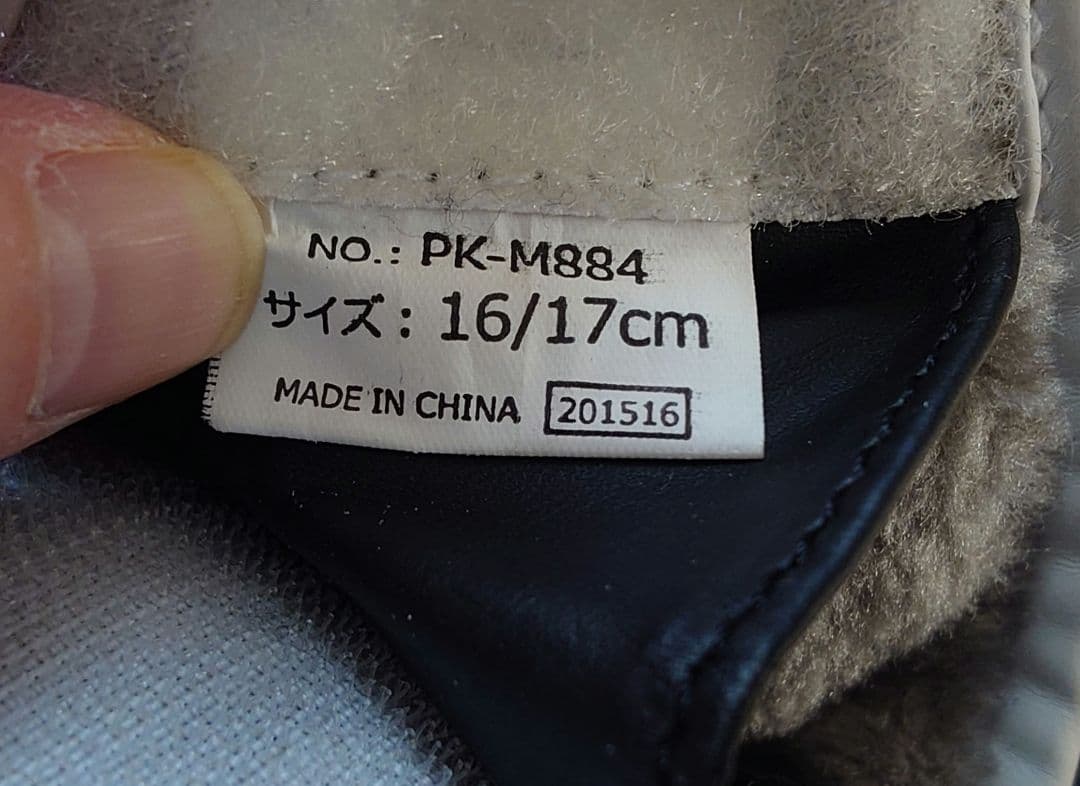 NO.: PK-M884
サイズ: 16/17cm
MADE IN CHINA 201516